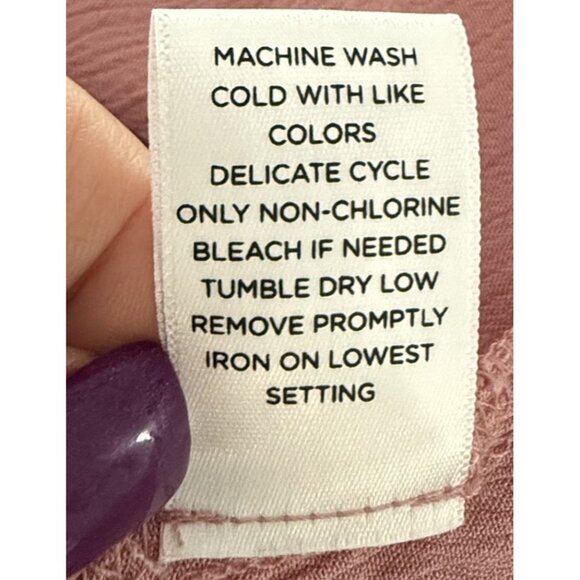 MACHINE WASH
COLD WITH LIKE
COLORS
DELICATE CYCLE
ONLY NON-CHLORINE
BLEACH IF NEEDED
TUMBLE DRY LOW
REMOVE PROMPTLY
IRON ON LOWEST
SETTING